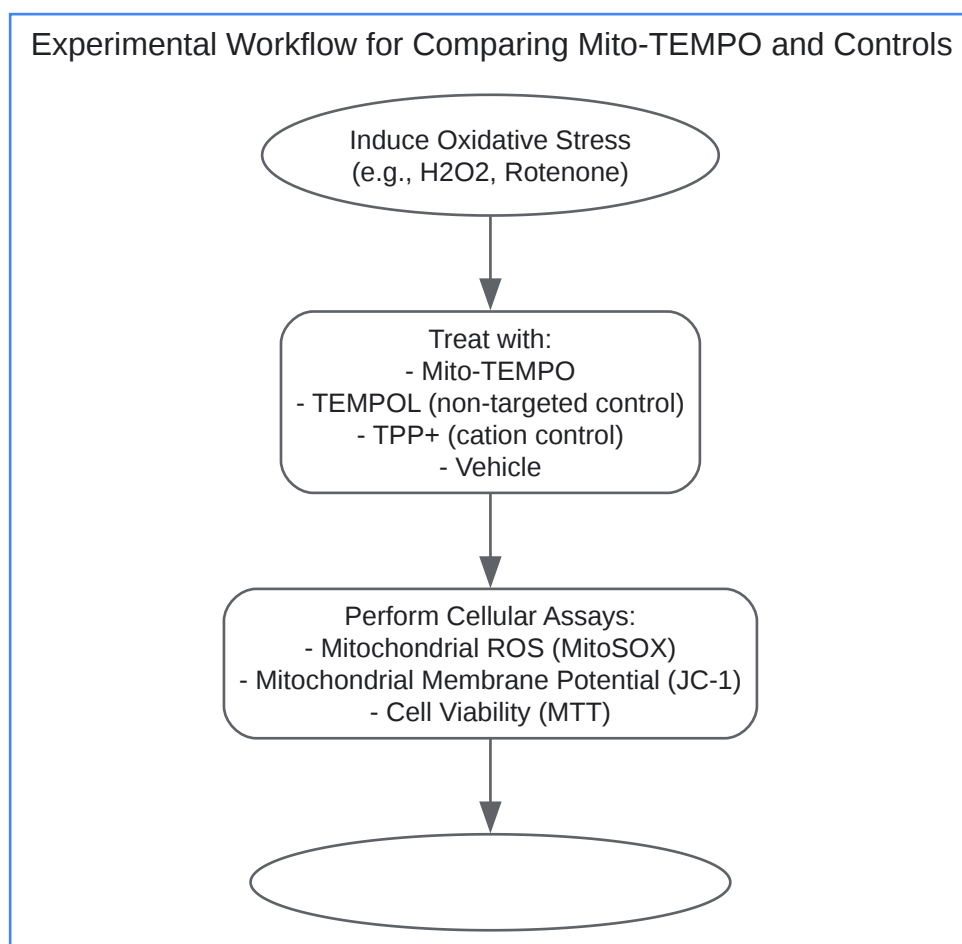 Experimental Workflow for Comparing Mito-TEMPO and Controls
Induce Oxidative Stress
(e.g., H2O2, Rotenone)
Treat with:
- Mito-TEMPO
- TEMPOL (non-targeted control)
- TPP+ (cation control)
- Vehicle
Perform Cellular Assays:
- Mitochondrial ROS (MitoSOX)
- Mitochondrial Membrane Potential (JC-1)
- Cell Viability (MTT)